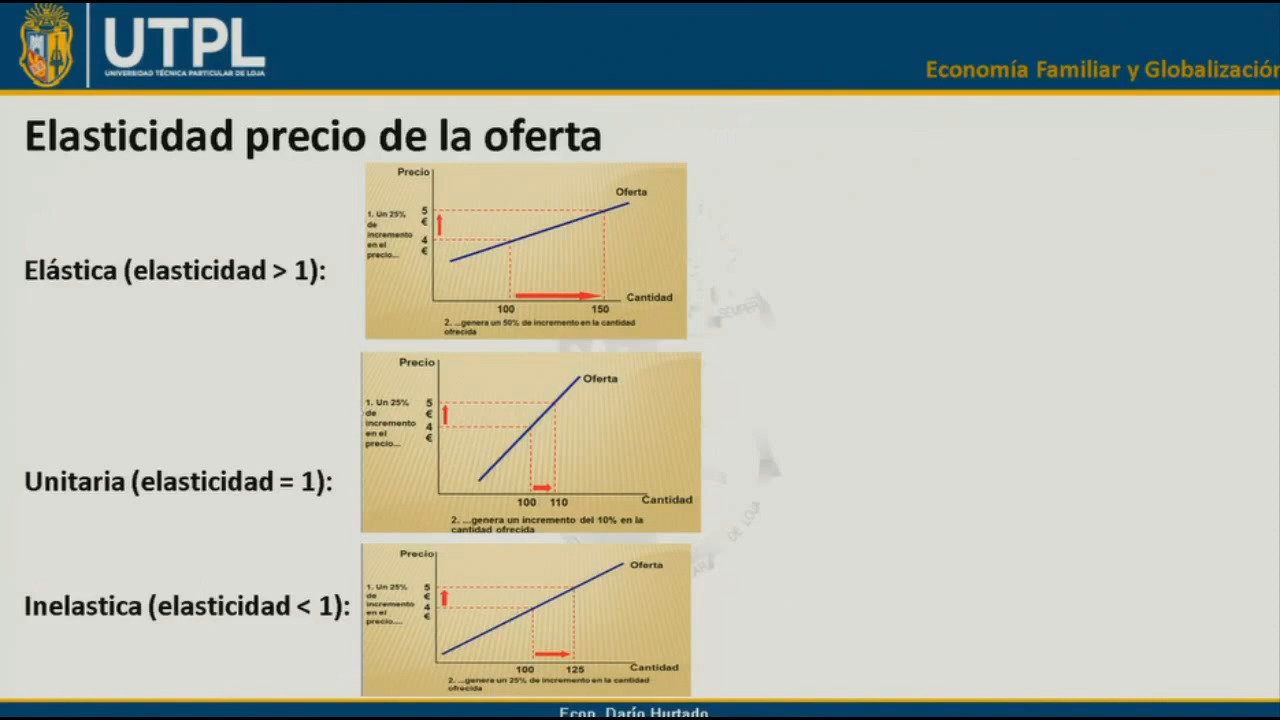 UTPL
UNIVERSIDAD TÉCNICA PARTICULAR DE LOJA
Economía Familiar y Globalización
Elasticidad precio de la oferta
Elástica (elasticidad > 1):
Precio
Oferta
1. Un 25%
de
incremento
en el
precio...
5
€
4
€
100
150
Cantidad
2. ...genera un 50% de incremento en la cantidad
ofrecida
Unitaria (elasticidad = 1):
Precio
Oferta
1. Un 25%
de
incremento
en el
precio...
5
€
4
€
100
110
Cantidad
2. ...genera un incremento del 10% en la
cantidad ofrecida
Inelastica (elasticidad < 1):
Precio
Oferta
1. Un 25%
de
incremento
en el
precio....
5
€
4
€
100
125
Cantidad
2. ...genera un 25% de incremento en la cantidad
ofrecida
SEMPER
DE LOJA
Econ. Darío Hurtado